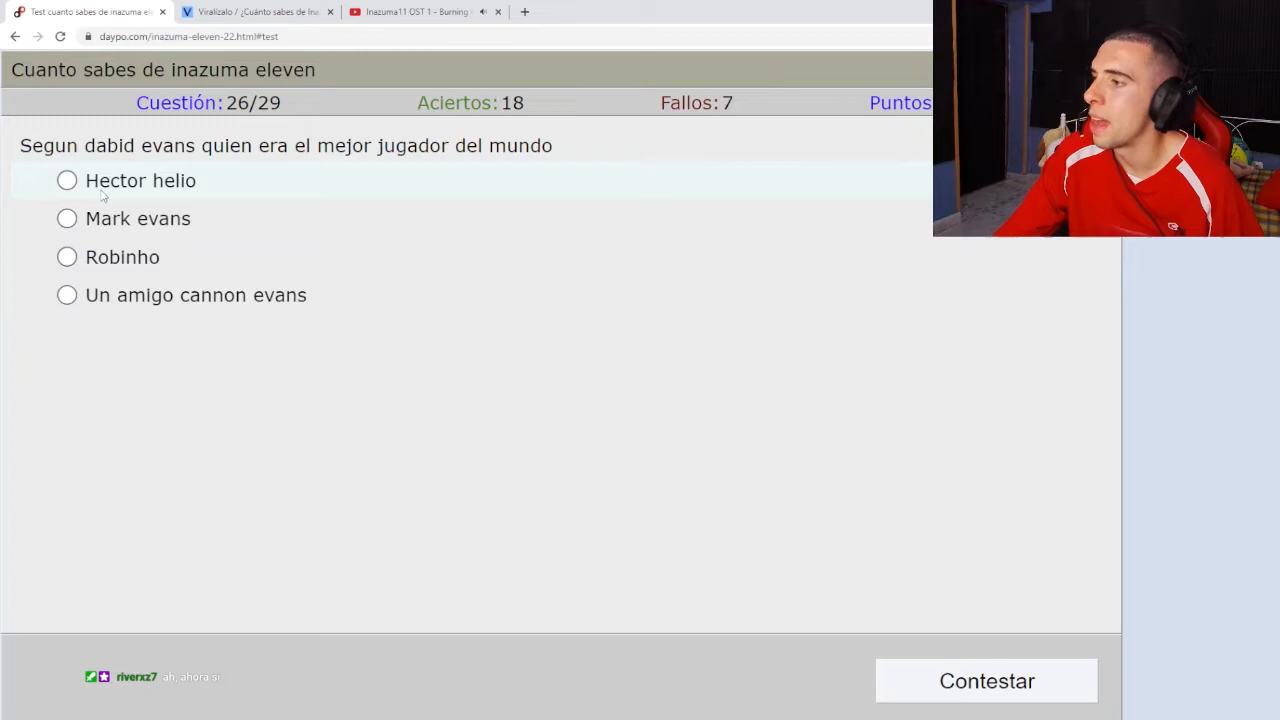 Test cuanto sabes de inazuma el
Viralízalo / ¿Cuánto sabes de Ina
Inazuma11 OST 1 - Burning
daypo.com/inazuma-eleven-22.html#test
Cuanto sabes de inazuma eleven
Cuestión: 26/29 Aciertos: 18 Fallos: 7 Puntos
Segun dabid evans quien era el mejor jugador del mundo
Hector helio
Mark evans
Robinho
Un amigo cannon evans
riverxz7 ah, ahora si
Contestar